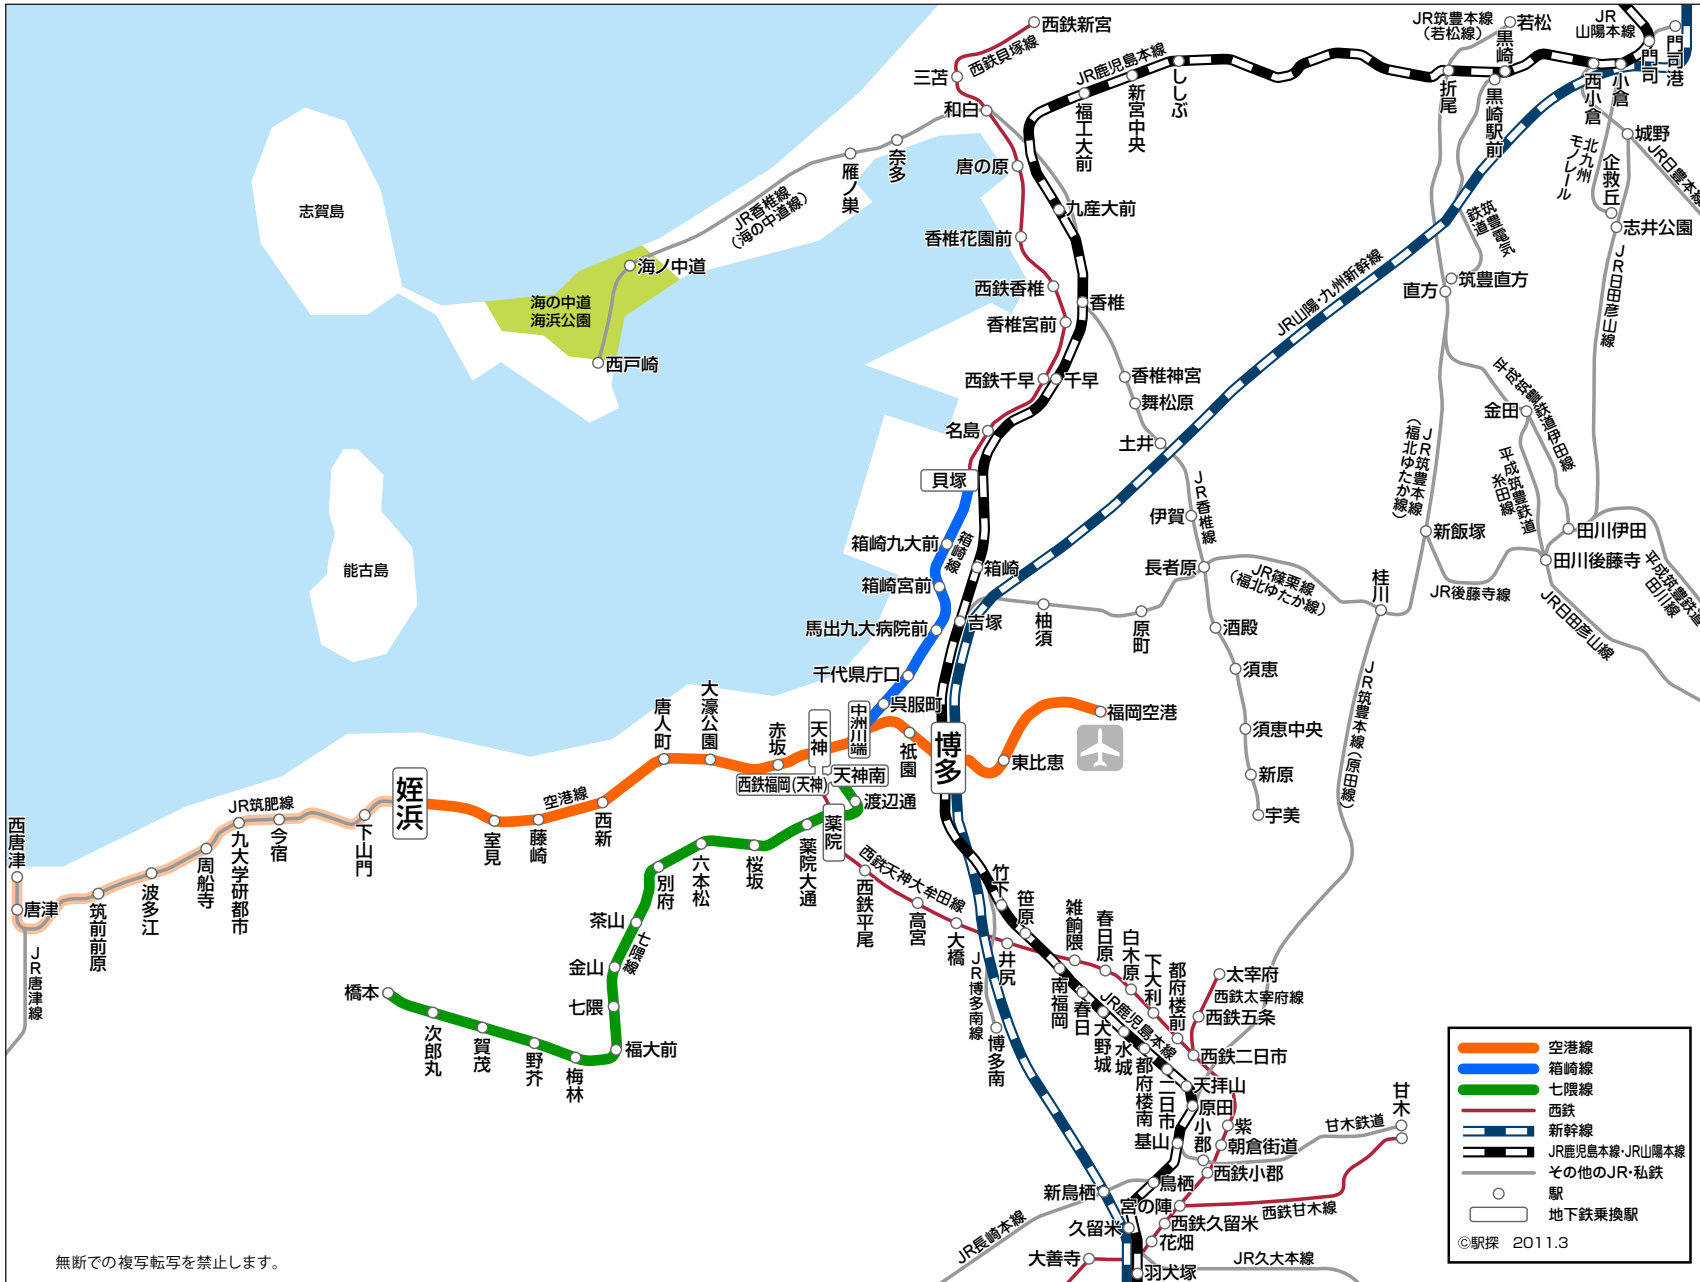 西鉄新宮
西鉄貝塚線
三苫
和白
JR鹿児島本線
福工大前
新宮中央
ししぶ
JR筑豊本線
(若松線)
若松
黒崎
折尾
黒崎駅前
JR
山陽本線
門司
門司港
小倉
西小倉
城野
JR日豊本線
北九州
モノレール
企救丘
志井公園
JR日田彦山線
奈多
雁ノ巣
JR香椎線
(海の中道線)
唐の原
九産大前
香椎花園前
志賀島
海ノ中道
海の中道
海浜公園
西戸崎
西鉄香椎
香椎
香椎宮前
西鉄千早
千早
名島
貝塚
香椎神宮
舞松原
土井
JR香椎線
伊賀
長者原
JR山陽・九州新幹線
筑豊電気
鉄道
筑豊直方
直方
平成筑豊鉄道伊田線
金田
平成筑豊鉄道
糸田線
JR筑豊本線
(福北ゆたか線)
新飯塚
田川伊田
田川後藤寺
平成筑豊鉄道
田川線
JR後藤寺線
JR日田彦山線
能古島
箱崎九大前
箱崎線
箱崎
箱崎宮前
馬出九大病院前
吉塚
千代県庁口
呉服町
柚須
原町
JR篠栗線
(福北ゆたか線)
桂川
酒殿
須恵
須恵中央
新原
宇美
JR筑豊本線(原田線)
中洲川端
祇園
博多
東比恵
福岡空港
唐人町
大濠公園
赤坂
天神
西鉄福岡(天神)
天神南
渡辺通
薬院
薬院大通
桜坂
六本松
別府
茶山
金山
七隈線
七隈
福大前
梅林
野芥
賀茂
次郎丸
橋本
姪浜
室見
藤崎
空港線
西新
JR筑肥線
下山門
今宿
九大学研都市
周船寺
波多江
筑前前原
西唐津
唐津
JR唐津線
西鉄天神大牟田線
西鉄平尾
高宮
大橋
井尻
JR博多南線
博多南
竹下
笹原
南福岡
雑餉隈
春日原
白木原
下大利
都府楼前
春日
大野城
水城
都府楼南
二日市
JR鹿児島本線
太宰府
西鉄太宰府線
西鉄五条
西鉄二日市
天拝山
原田
小郡
紫
基山
朝倉街道
西鉄小郡
甘木鉄道
甘木
新鳥栖
鳥栖
宮の陣
久留米
西鉄久留米
西鉄甘木線
花畑
大善寺
JR久大本線
羽犬塚
JR長崎本線
空港線
箱崎線
七隈線
西鉄
新幹線
JR鹿児島本線・JR山陽本線
その他のJR・私鉄
駅
地下鉄乗換駅
©駅探 2011.3
無断での複写転写を禁止します。